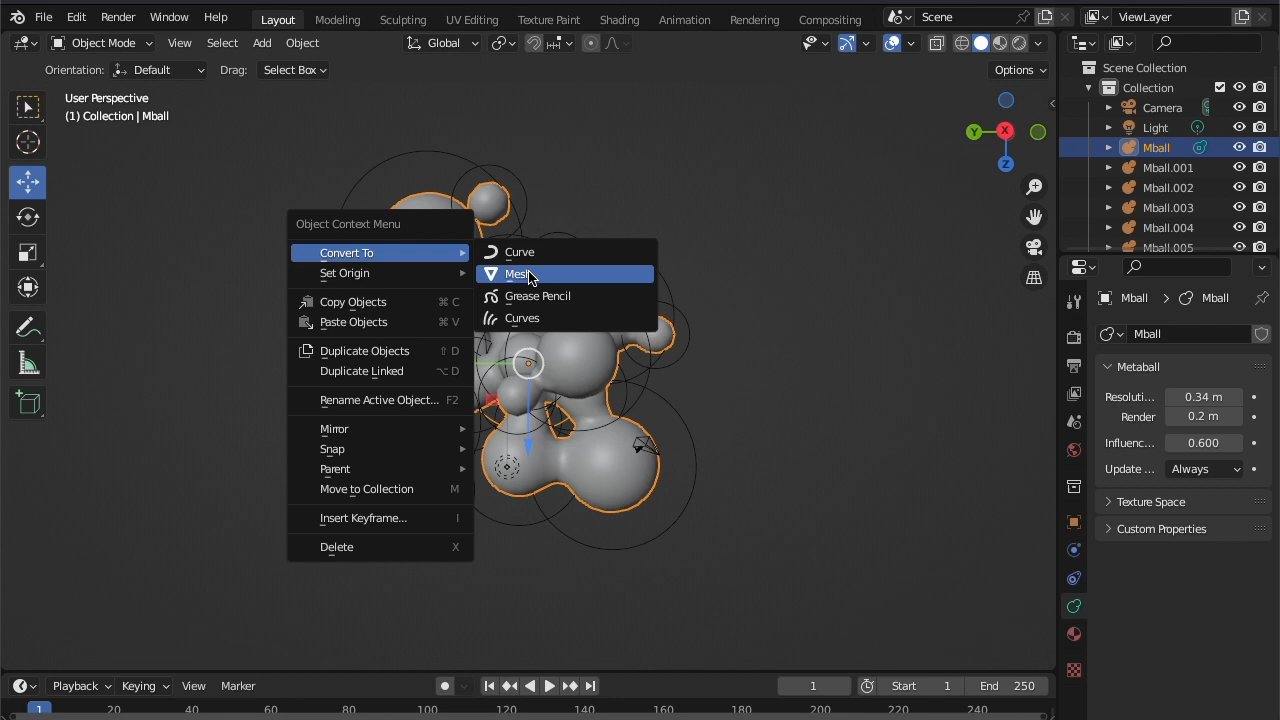 File Edit Render Window Help Layout Modeling Sculpting UV Editing Texture Paint Shading Animation Rendering Compositing Scene ViewLayer
Object Mode View Select Add Object Global
Orientation: Default Drag: Select Box Options
User Perspective
(1) Collection | Mball
Y X Z
Scene Collection
Collection
Camera
Light
Mball
Mball.001
Mball.002
Mball.003
Mball.004
Mball.005
Object Context Menu
Convert To
Set Origin
Copy Objects ⌘ C
Paste Objects ⌘ V
Duplicate Objects ⇧ D
Duplicate Linked ⌥ D
Rename Active Object... F2
Mirror
Snap
Parent
Move to Collection M
Insert Keyframe... I
Delete X
Curve
Mesh
Grease Pencil
Curves
Mball > Mball
Mball
Metaball
Resoluti... 0.34 m
Render 0.2 m
Influenc... 0.600
Update ... Always
Texture Space
Custom Properties
Playback Keying View Marker 1 Start 1 End 250
1 20 40 60 80 100 120 140 160 180 200 220 240